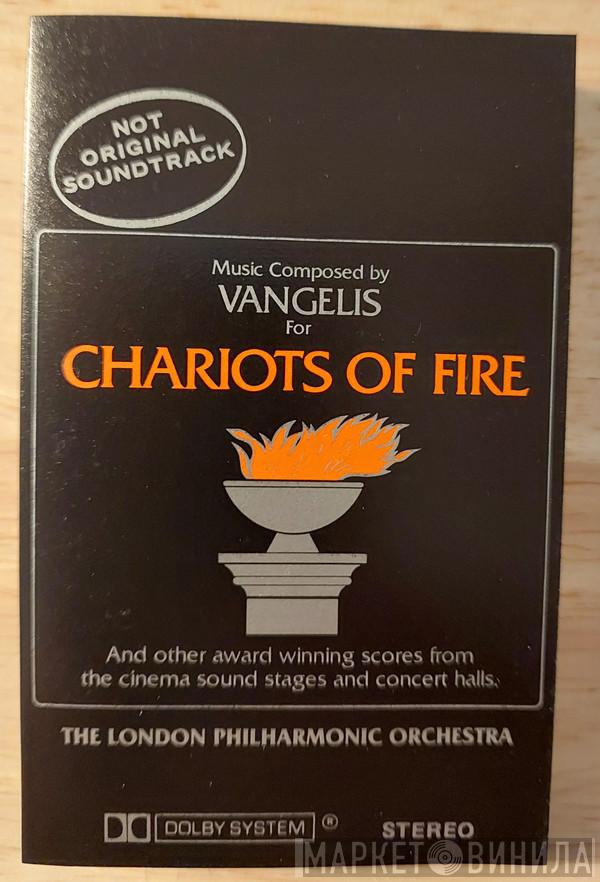 NOT
ORIGINAL
SOUNDTRACK
Music Composed by
VANGELIS
For
CHARIOTS OF FIRE
And other award winning scores from
the cinema sound stages and concert halls.
THE LONDON PHILHARMONIC ORCHESTRA
DOLBY SYSTEM ® STEREO
МАРКЕТ ВИНИЛА